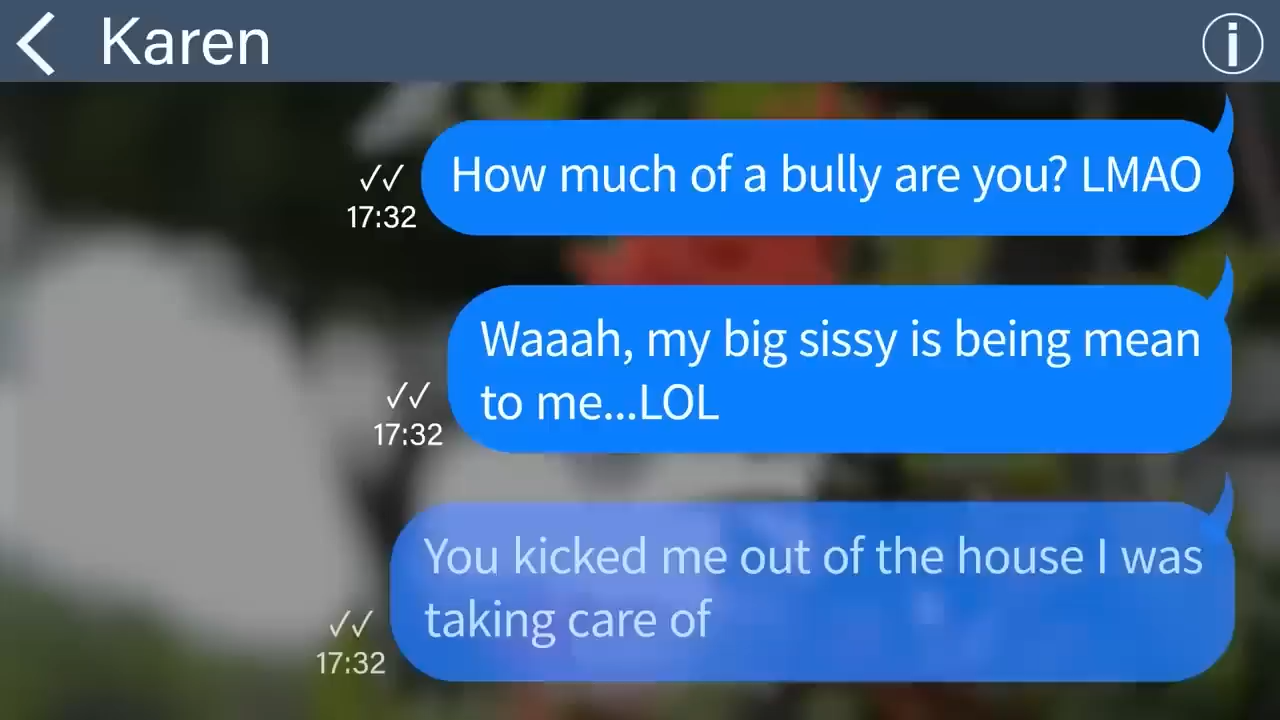 Karen
How much of a bully are you? LMAO
17:32
Waaah, my big sissy is being mean
to me...LOL
17:32
You kicked me out of the house I was
taking care of
17:32